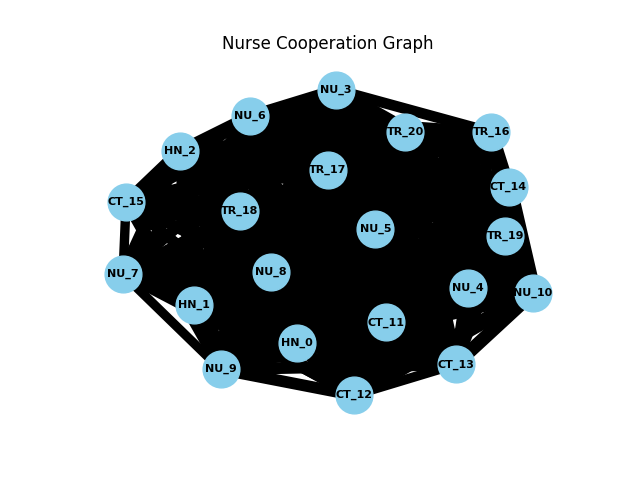 Nurse Cooperation Graph
NU_3
NU_6
TR_20
TR_16
HN_2
TR_17
CT_14
CT_15
TR_18
NU_5
TR_19
NU_7
NU_8
NU_4
NU_10
HN_1
CT_11
HN_0
CT_13
NU_9
CT_12